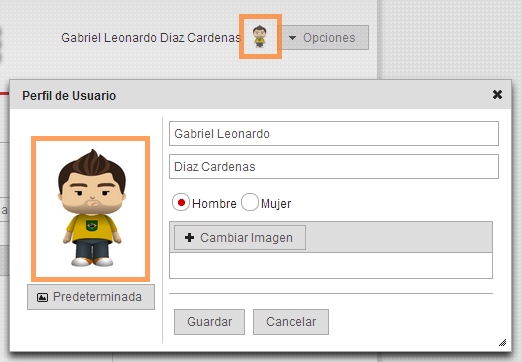 Gabriel Leonardo Diaz Cardenas
Opciones
Perfil de Usuario
Gabriel Leonardo
Diaz Cardenas
Hombre Mujer
Cambiar Imagen
Predeterminada
Guardar Cancelar